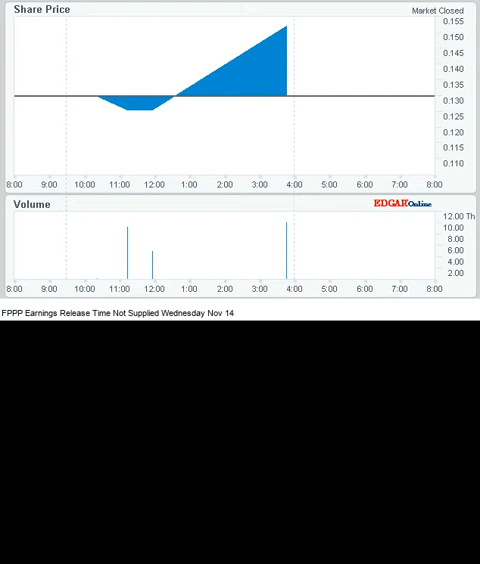 Share Price
Market Closed
0.155
0.150
0.145
0.140
0.135
0.130
0.125
0.120
0.115
0.110
8:00 9:00 10:00 11:00 12:00 1:00 2:00 3:00 4:00 5:00 6:00 7:00 8:00
Volume
EDGAR Online
12.00 Th
10.00
8.00
6.00
4.00
2.00
8:00 9:00 10:00 11:00 12:00 1:00 2:00 3:00 4:00 5:00 6:00 7:00 8:00
FPPP Earnings Release Time Not Supplied Wednesday Nov 14